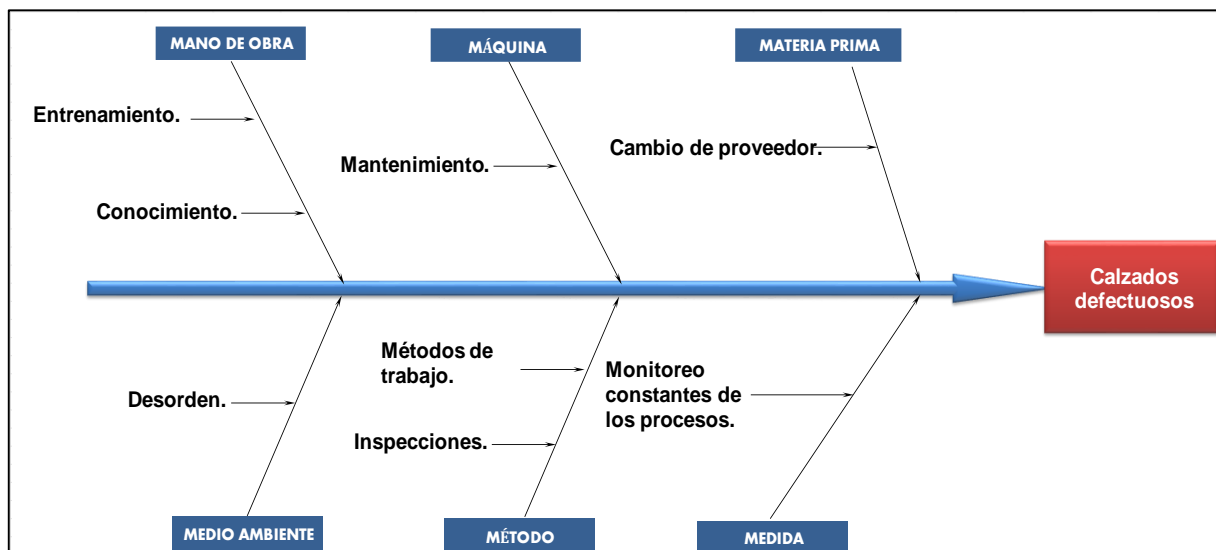 MANO DE OBRA
MÁQUINA
MATERIA PRIMA
Entrenamiento.
Mantenimiento.
Cambio de proveedor.
Conocimiento.
Calzados
defectuosos
Métodos de
trabajo.
Monitoreo
constantes de
los procesos.
Desorden.
Inspecciones.
MEDIO AMBIENTE
MÉTODO
MEDIDA